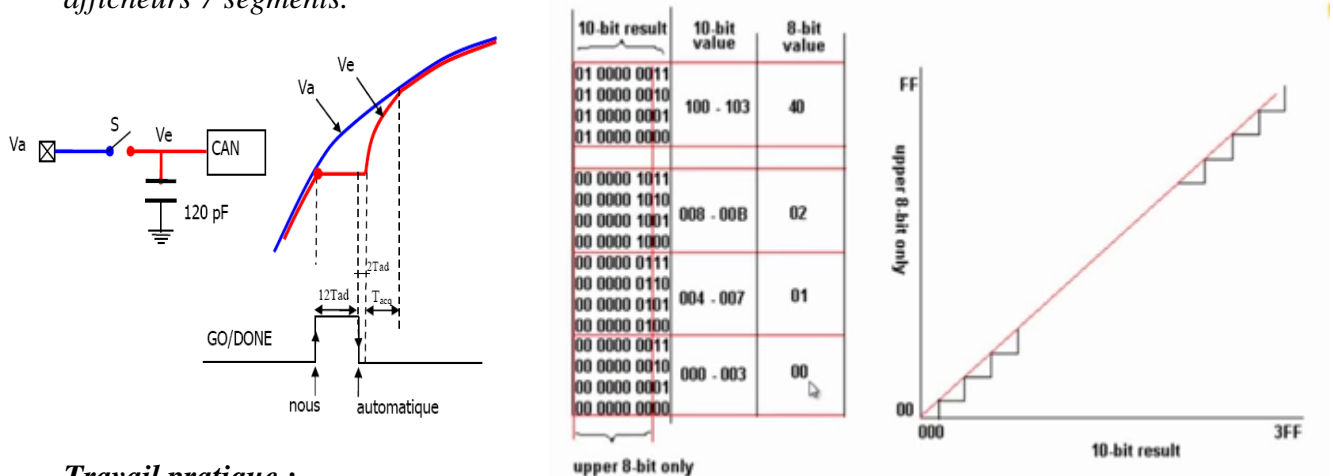 afficheurs 7 segments.
Va
S
Ve
CAN
120 pF
Va
Ve
2Tad
12Tad
Tacq
GO/DONE
nous
automatique
10-bit result
10-bit value
8-bit value
01 0000 0011
01 0000 0010
01 0000 0001
01 0000 0000
100 - 103
40
00 0000 1011
00 0000 1010
00 0000 1001
00 0000 1000
008 - 00B
02
00 0000 0111
00 0000 0110
00 0000 0101
00 0000 0100
004 - 007
01
00 0000 0011
00 0000 0010
00 0000 0001
00 0000 0000
000 - 003
00
upper 8-bit only
FF
upper 8-bit only
00
000
3FF
10-bit result
Travail pratique :